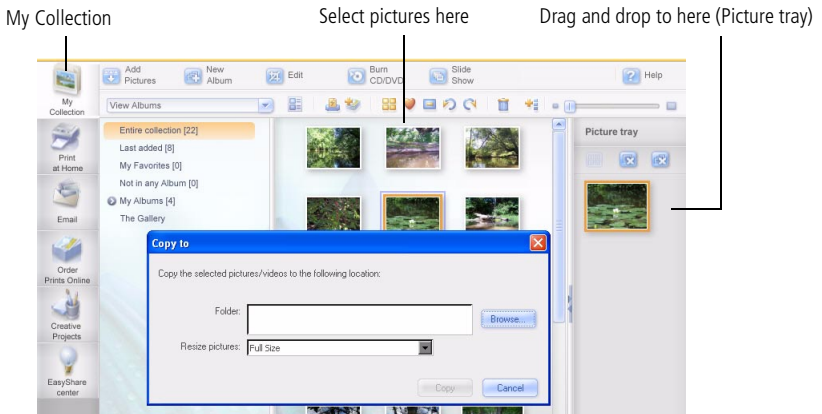 My Collection
Select pictures here
Drag and drop to here (Picture tray)
Add Pictures
New Album
Edit
Burn CD/DVD
Slide Show
Help
My Collection
View Albums
Print at Home
Email
Order Prints Online
Creative Projects
EasyShare center
Entire collection [22]
Last added [8]
My Favorites [0]
Not in any Album [0]
My Albums [4]
The Gallery
Picture tray
Copy to
Copy the selected pictures/videos to the following location:
Folder:
Browse...
Resize pictures:
Full Size
Copy
Cancel